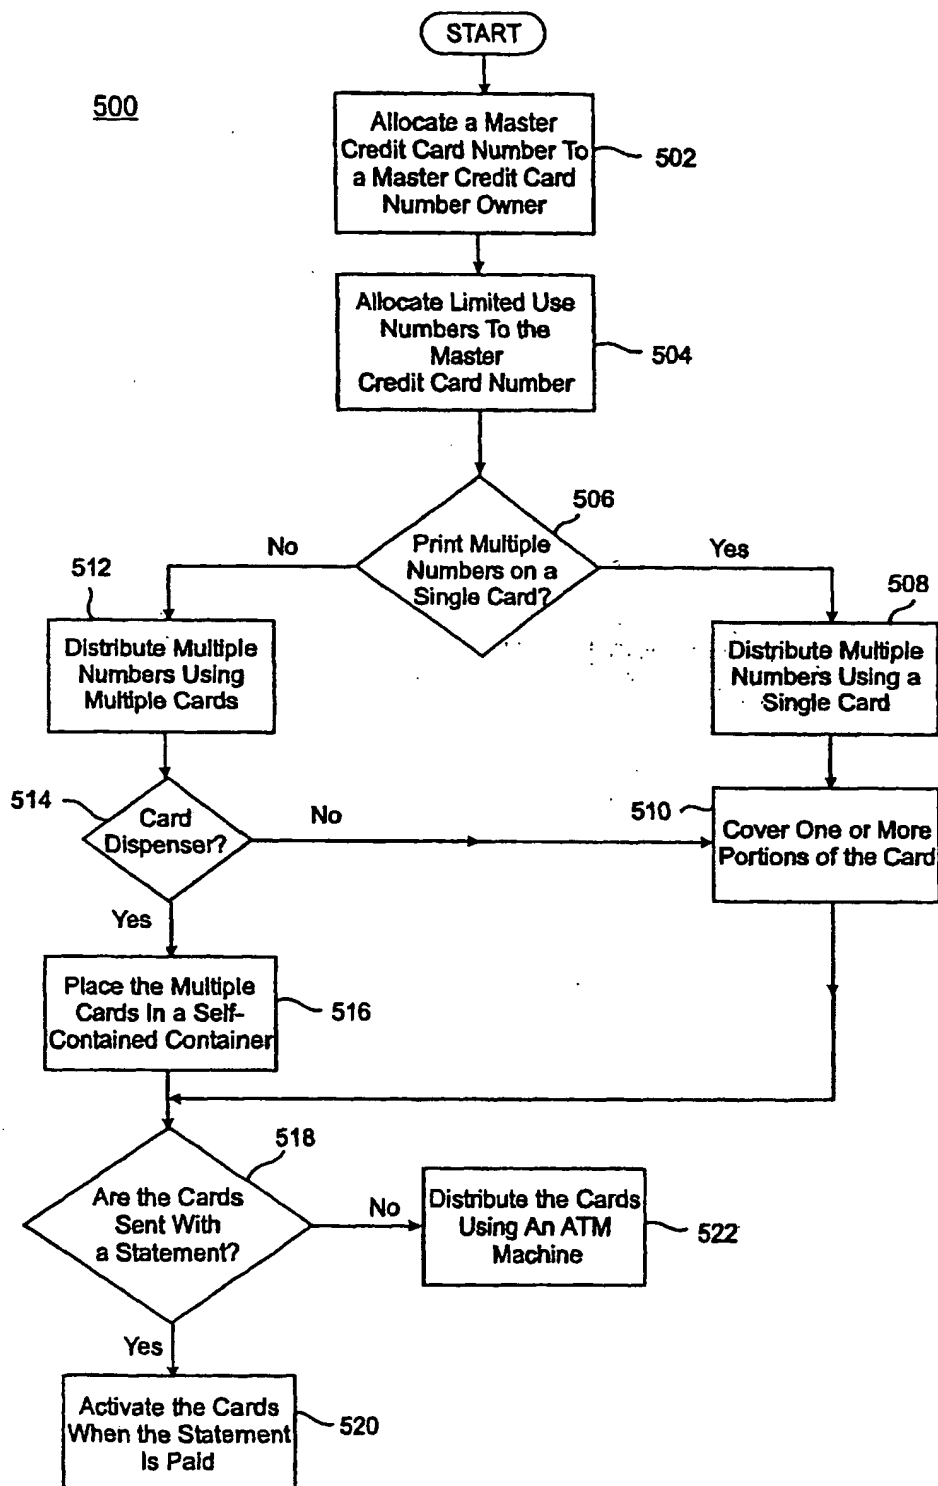 START
500
Allocate a Master
Credit Card Number To
a Master Credit Card
Number Owner
502
Allocate Limited Use
Numbers To the
Master
Credit Card Number
504
506
Print Multiple
Numbers on a
Single Card?
No
Yes
512
Distribute Multiple
Numbers Using
Multiple Cards
508
Distribute Multiple
Numbers Using a
Single Card
514
Card
Dispenser?
No
510
Cover One or More
Portions of the Card
Yes
Place the Multiple
Cards In a Self-
Contained Container
516
518
Are the Cards
Sent With
a Statement?
No
Distribute the Cards
Using An ATM
Machine
522
Yes
Activate the Cards
When the Statement
Is Paid
520